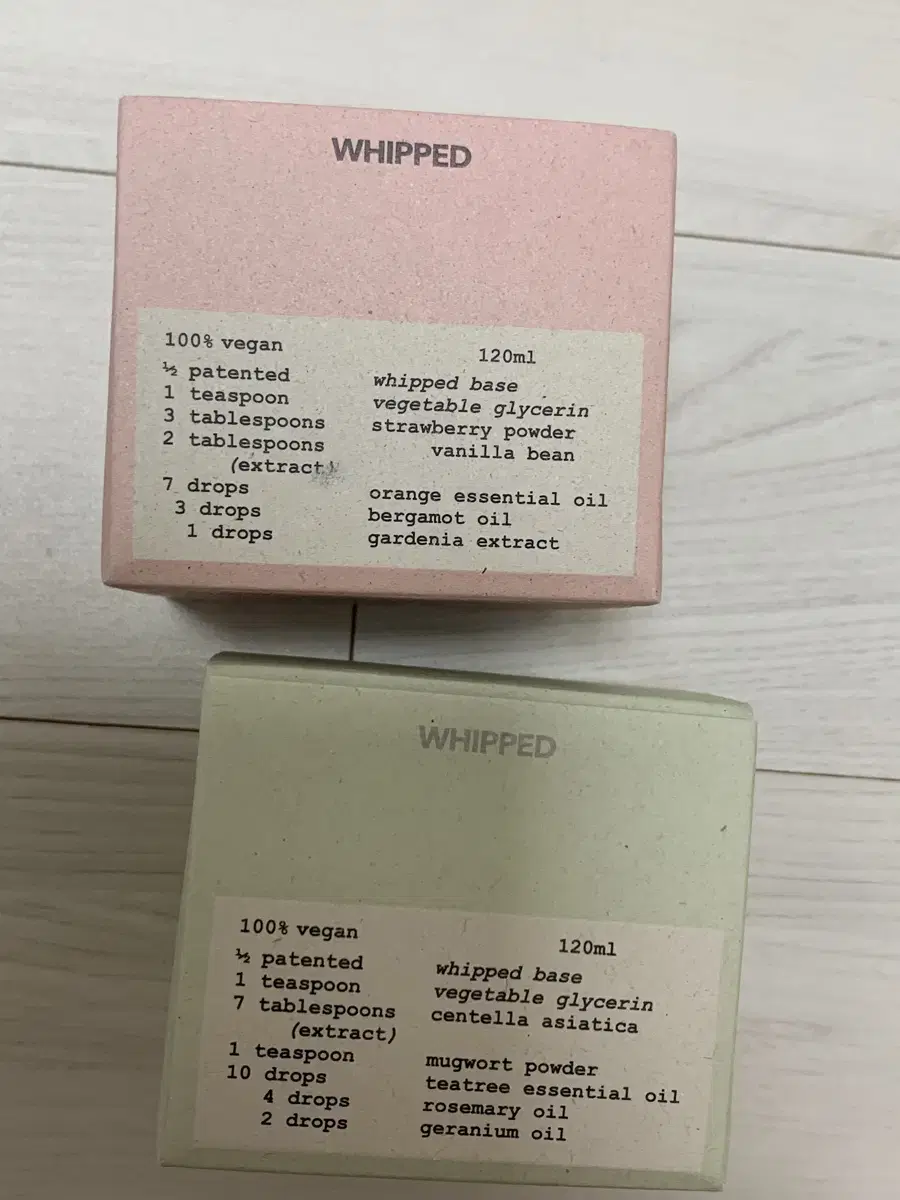 WHIPPED
100% vegan 120ml
½ patented whipped base
1 teaspoon vegetable glycerin
3 tablespoons strawberry powder
2 tablespoons vanilla bean
(extract)
7 drops orange essential oil
3 drops bergamot oil
1 drops gardenia extract
WHIPPED
100% vegan 120ml
½ patented whipped base
1 teaspoon vegetable glycerin
7 tablespoons centella asiatica
(extract)
1 teaspoon mugwort powder
10 drops teatree essential oil
4 drops rosemary oil
2 drops geranium oil